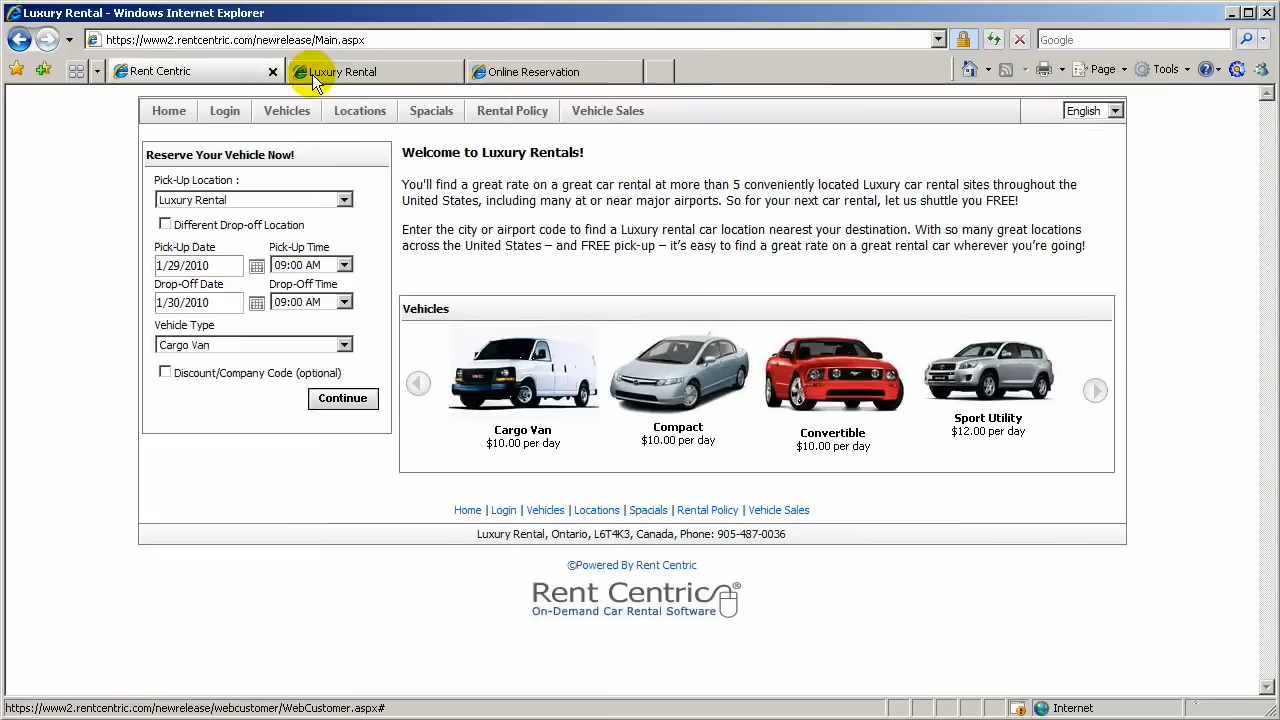 Luxury Rental - Windows Internet Explorer
https://www2.rentcentric.com/newrelease/Main.aspx
Google
Rent Centric
Luxury Rental
Online Reservation
Page
Tools
Home
Login
Vehicles
Locations
Spacials
Rental Policy
Vehicle Sales
English
Reserve Your Vehicle Now!
Pick-Up Location :
Luxury Rental
Different Drop-off Location
Pick-Up Date
Pick-Up Time
1/29/2010
09:00 AM
Drop-Off Date
Drop-Off Time
1/30/2010
09:00 AM
Vehicle Type
Cargo Van
Discount/Company Code (optional)
Continue
Welcome to Luxury Rentals!
You'll find a great rate on a great car rental at more than 5 conveniently located Luxury car rental sites throughout the
United States, including many at or near major airports. So for your next car rental, let us shuttle you FREE!
Enter the city or airport code to find a Luxury rental car location nearest your destination. With so many great locations
across the United States – and FREE pick-up – it's easy to find a great rate on a great rental car wherever you're going!
Vehicles
Cargo Van
$10.00 per day
Compact
$10.00 per day
Convertible
$10.00 per day
Sport Utility
$12.00 per day
Home | Login | Vehicles | Locations | Spacials | Rental Policy | Vehicle Sales
Luxury Rental, Ontario, L6T4K3, Canada, Phone: 905-487-0036
©Powered By Rent Centric
Rent Centric®
On-Demand Car Rental Software
https://www2.rentcentric.com/newrelease/webcustomer/WebCustomer.aspx#
Internet